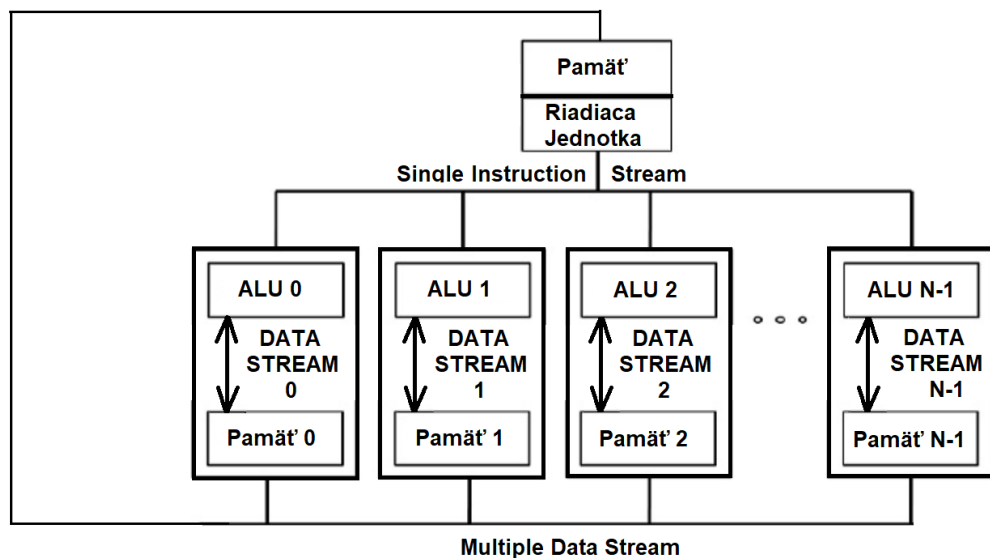 Pamäť
Riadiaca
Jednotka
Single Instruction Stream
ALU 0
DATA
STREAM
0
Pamäť 0
ALU 1
DATA
STREAM
1
Pamäť 1
ALU 2
DATA
STREAM
2
Pamäť 2
ALU N-1
DATA
STREAM
N-1
Pamäť N-1
Multiple Data Stream